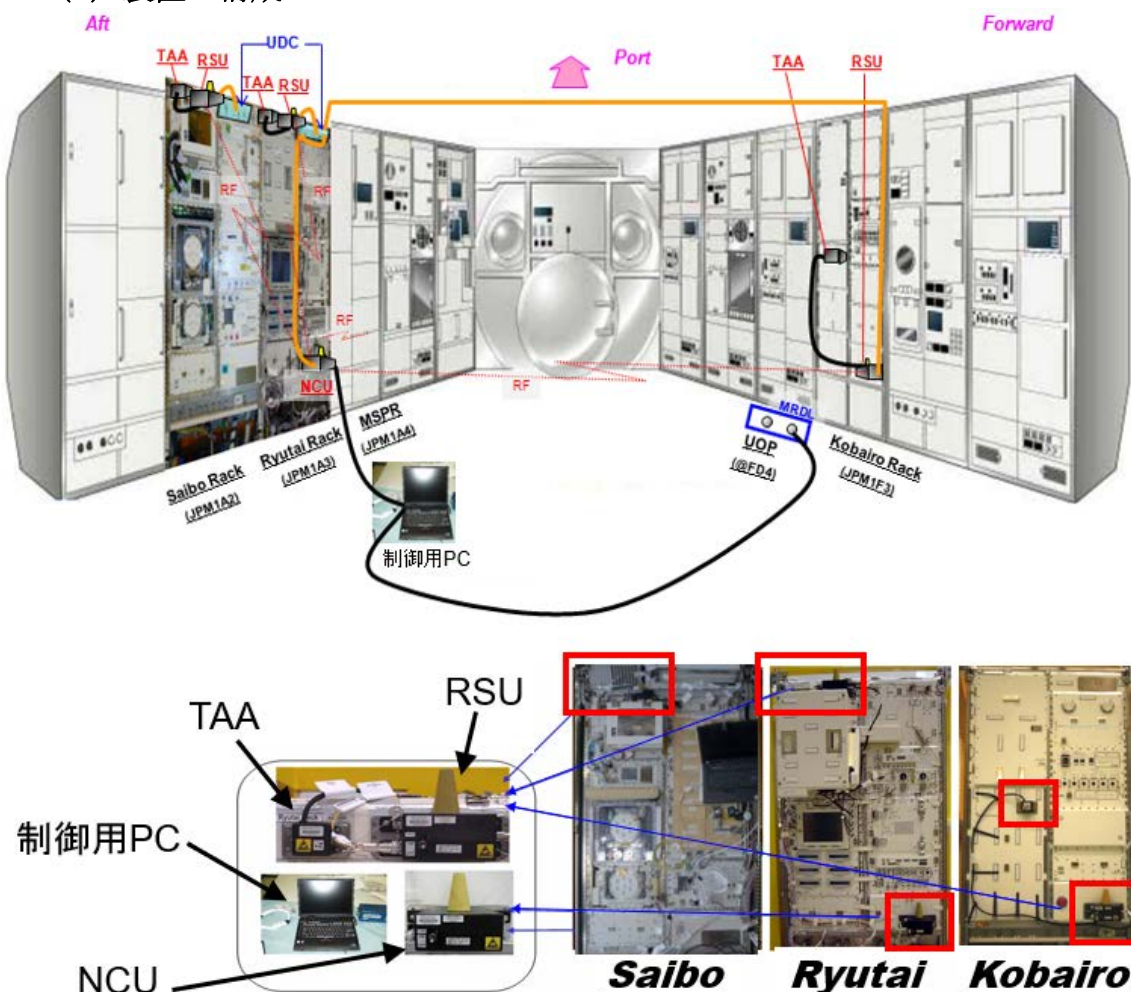 Aft
Forward
UDC
TAA
RSU
TAA
RSU
Port
TAA
RSU
RF
RF
RF
RF
NCU
MRDL
UOP
(@FD4)
Kobairo Rack
(JPM1F3)
MSPR
(JPM1A4)
Ryutai Rack
(JPM1A3)
Saibo Rack
(JPM1A2)
制御用PC
TAA
RSU
制御用PC
NCU
Ryutai Rack
Saibo
Ryutai
Kobairo